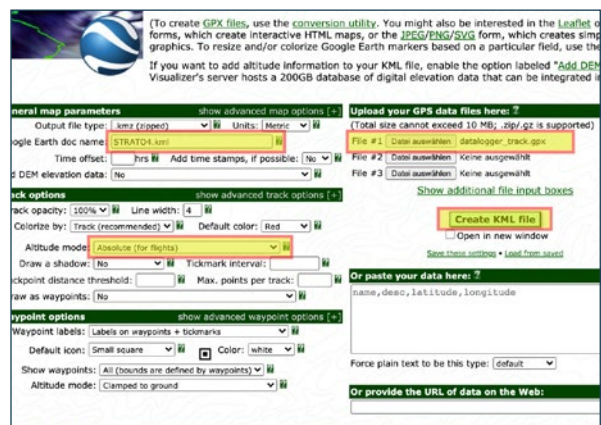 (To create GPX files, use the conversion utility. You might also be interested in the Leaflet
forms, which create interactive HTML maps, or the JPEG/PNG/SVG form, which creates
graphics. To resize and/or colorize Google Earth markers based on a particular field, use the
If you want to add altitude information to your KML file, enable the option labeled "Add DEM
Visualizer's server hosts a 200GB database of digital elevation data that can be integrated
neral map parameters show advanced map options [+]
Output file type: .kmz (zipped) Units: Metric
ogle Earth doc name: STRATO4.kml
Time offset: hrs Add time stamps, if possible: No
d DEM elevation data: No
ack options show advanced track options [+]
rack opacity: 100% Line width: 4
Colorize by: Track (recommended) Default color: Red
Altitude mode: Absolute (for flights)
Draw a shadow: No Tickmark interval:
ackpoint distance threshold: Max. points per track:
raw as waypoints: No
aypoint options show advanced waypoint options [+]
Waypoint labels: Labels on waypoints + tickmarks
Default icon: Small square Color: white
Show waypoints: All (bounds are defined by waypoints)
Altitude mode: Clamped to ground
Upload your GPS data files here: ?
(Total size cannot exceed 10 MB; .zip/.gz is supported)
File #1 Datei auswählen datalogger_track.gpx
File #2 Datei auswählen Keine ausgewählt
File #3 Datei auswählen Keine ausgewählt
Show additional file input boxes
Create KML file
Open in new window
Save these settings • Load from saved
Or paste your data here: ?
name,desc,latitude,longitude
Force plain text to be this type: default
Or provide the URL of data on the Web: